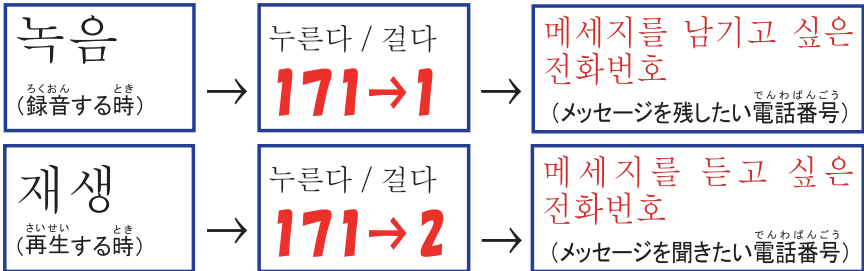 녹음
ろくおん とき
(録音する時)
→
누른다 / 걸다
171→1
→
메세지를 남기고 싶은
전화번호
でんわばんごう
(メッセージを残したい電話番号)
재생
さいせい とき
(再生する時)
→
누른다 / 걸다
171→2
→
메세지를 듣고 싶은
전화번호
でんわばんごう
(メッセージを聞きたい電話番号)